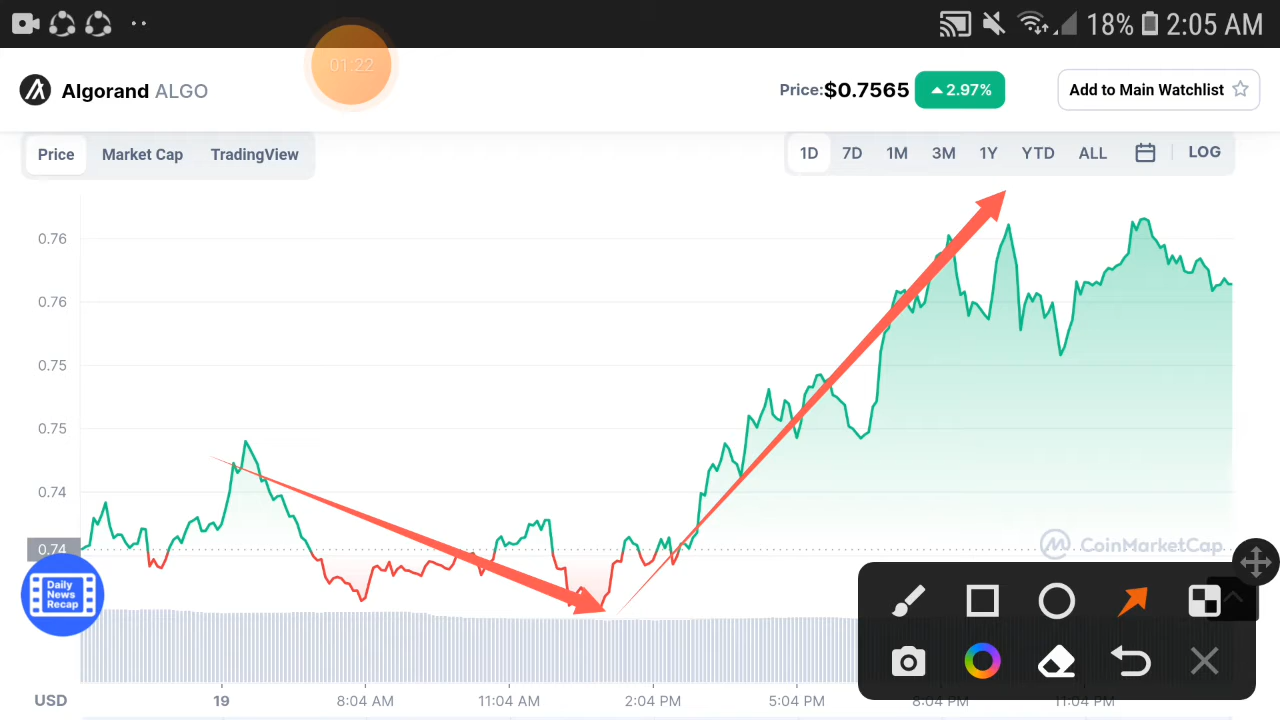 18% 2:05 AM
01:22
Algorand ALGO
Price:$0.7565 2.97%
Add to Main Watchlist
Price Market Cap TradingView
1D 7D 1M 3M 1Y YTD ALL LOG
0.76
0.76
0.75
0.75
0.74
0.74
CoinMarketCap
Daily
News
Recap
USD 19 8:04 AM 11:04 AM 2:04 PM 5:04 PM 8:04 PM 11:04 PM